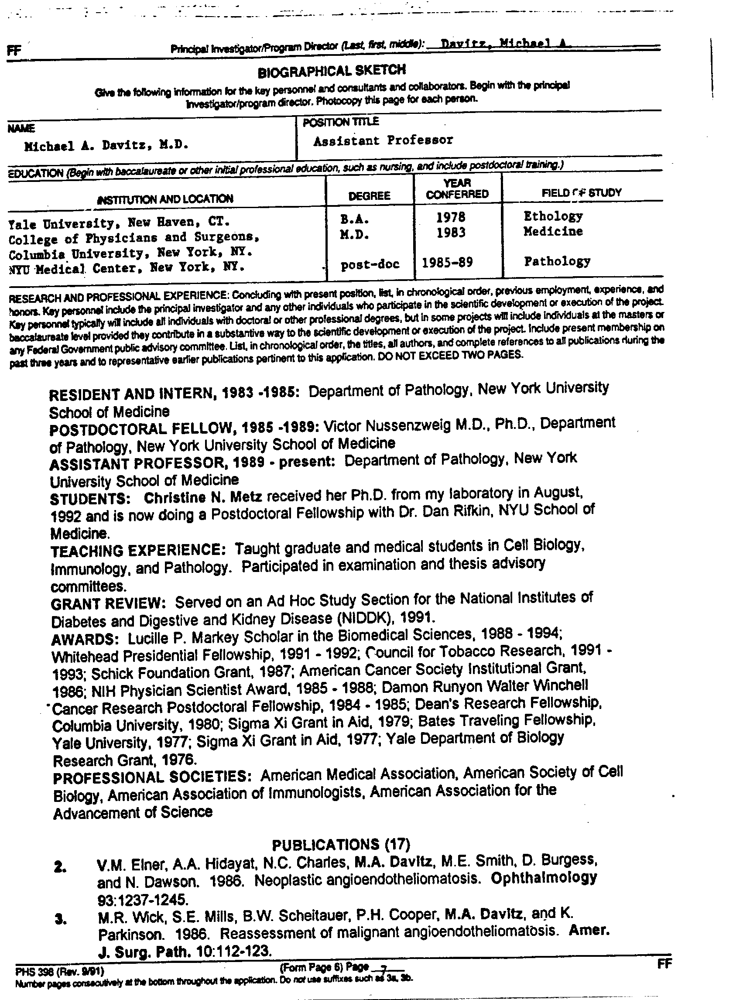 FF
Principal Investigator/Program Director (Last, first, middle): Davitz, Michael A.
BIOGRAPHICAL SKETCH
Give the following information for the key personnel and consultants and collaborators. Begin with the principal
investigator/program director. Photocopy this page for each person.
NAME
POSITION TITLE
Michael A. Davitz, M.D.
Assistant Professor
EDUCATION (Begin with baccalaureate or other initial professional education, such as nursing, and include postdoctoral training.)
INSTITUTION AND LOCATION
DEGREE
YEAR CONFERRED
FIELD OF STUDY
Yale University, New Haven, CT. B.A. 1978 Ethology
College of Physicians and Surgeons, M.D. 1983 Medicine
Columbia University, New York, NY.
NYU Medical Center, New York, NY. post-doc 1985-89 Pathology
RESEARCH AND PROFESSIONAL EXPERIENCE: Concluding with present position, list, in chronological order, previous employment, experience, and
honors. Key personnel include the principal investigator and any other individuals who participate in the scientific development or execution of the project.
Key personnel typically will include all individuals with doctoral or other professional degrees, but in some projects will include individuals at the masters or
baccalaureate level provided they contribute in a substantive way to the scientific development or execution of the project. Include present membership on
any Federal Government public advisory committee. List, in chronological order, the titles, all authors, and complete references to all publications during the
past three years and to representative earlier publications pertinent to this application. DO NOT EXCEED TWO PAGES.
RESIDENT AND INTERN, 1983 -1985: Department of Pathology, New York University
School of Medicine
POSTDOCTORAL FELLOW, 1985 -1989: Victor Nussenzweig M.D., Ph.D., Department
of Pathology, New York University School of Medicine
ASSISTANT PROFESSOR, 1989 - present: Department of Pathology, New York
University School of Medicine
STUDENTS: Christine N. Metz received her Ph.D. from my laboratory in August,
1992 and is now doing a Postdoctoral Fellowship with Dr. Dan Rifkin, NYU School of
Medicine.
TEACHING EXPERIENCE: Taught graduate and medical students in Cell Biology,
Immunology, and Pathology. Participated in examination and thesis advisory
committees.
GRANT REVIEW: Served on an Ad Hoc Study Section for the National Institutes of
Diabetes and Digestive and Kidney Disease (NIDDK), 1991.
AWARDS: Lucille P. Markey Scholar in the Biomedical Sciences, 1988 - 1994;
Whitehead Presidential Fellowship, 1991 - 1992; Council for Tobacco Research, 1991 -
1993; Schick Foundation Grant, 1987; American Cancer Society Institutional Grant,
1986; NIH Physician Scientist Award, 1985 - 1988; Damon Runyon Walter Winchell
Cancer Research Postdoctoral Fellowship, 1984 - 1985; Dean's Research Fellowship,
Columbia University, 1980; Sigma Xi Grant in Aid, 1979; Bates Traveling Fellowship,
Yale University, 1977; Sigma Xi Grant in Aid, 1977; Yale Department of Biology
Research Grant, 1976.
PROFESSIONAL SOCIETIES: American Medical Association, American Society of Cell
Biology, American Association of Immunologists, American Association for the
Advancement of Science
PUBLICATIONS (17)
2. V.M. Elner, A.A. Hidayat, N.C. Charles, M.A. Davitz, M.E. Smith, D. Burgess,
and N. Dawson. 1986. Neoplastic angioendotheliomatosis. Ophthalmology
93:1237-1245.
3. M.R. Wick, S.E. Mills, B.W. Scheitauer, P.H. Cooper, M.A. Davitz, and K.
Parkinson. 1986. Reassessment of malignant angioendotheliomatosis. Amer.
J. Surg. Path. 10:112-123.
PHS 398 (Rev. 9/91) (Form Page 6) Page 7 FF
Number pages consecutively at the bottom throughout the application. Do not use suffixes such as 3a, 3b.